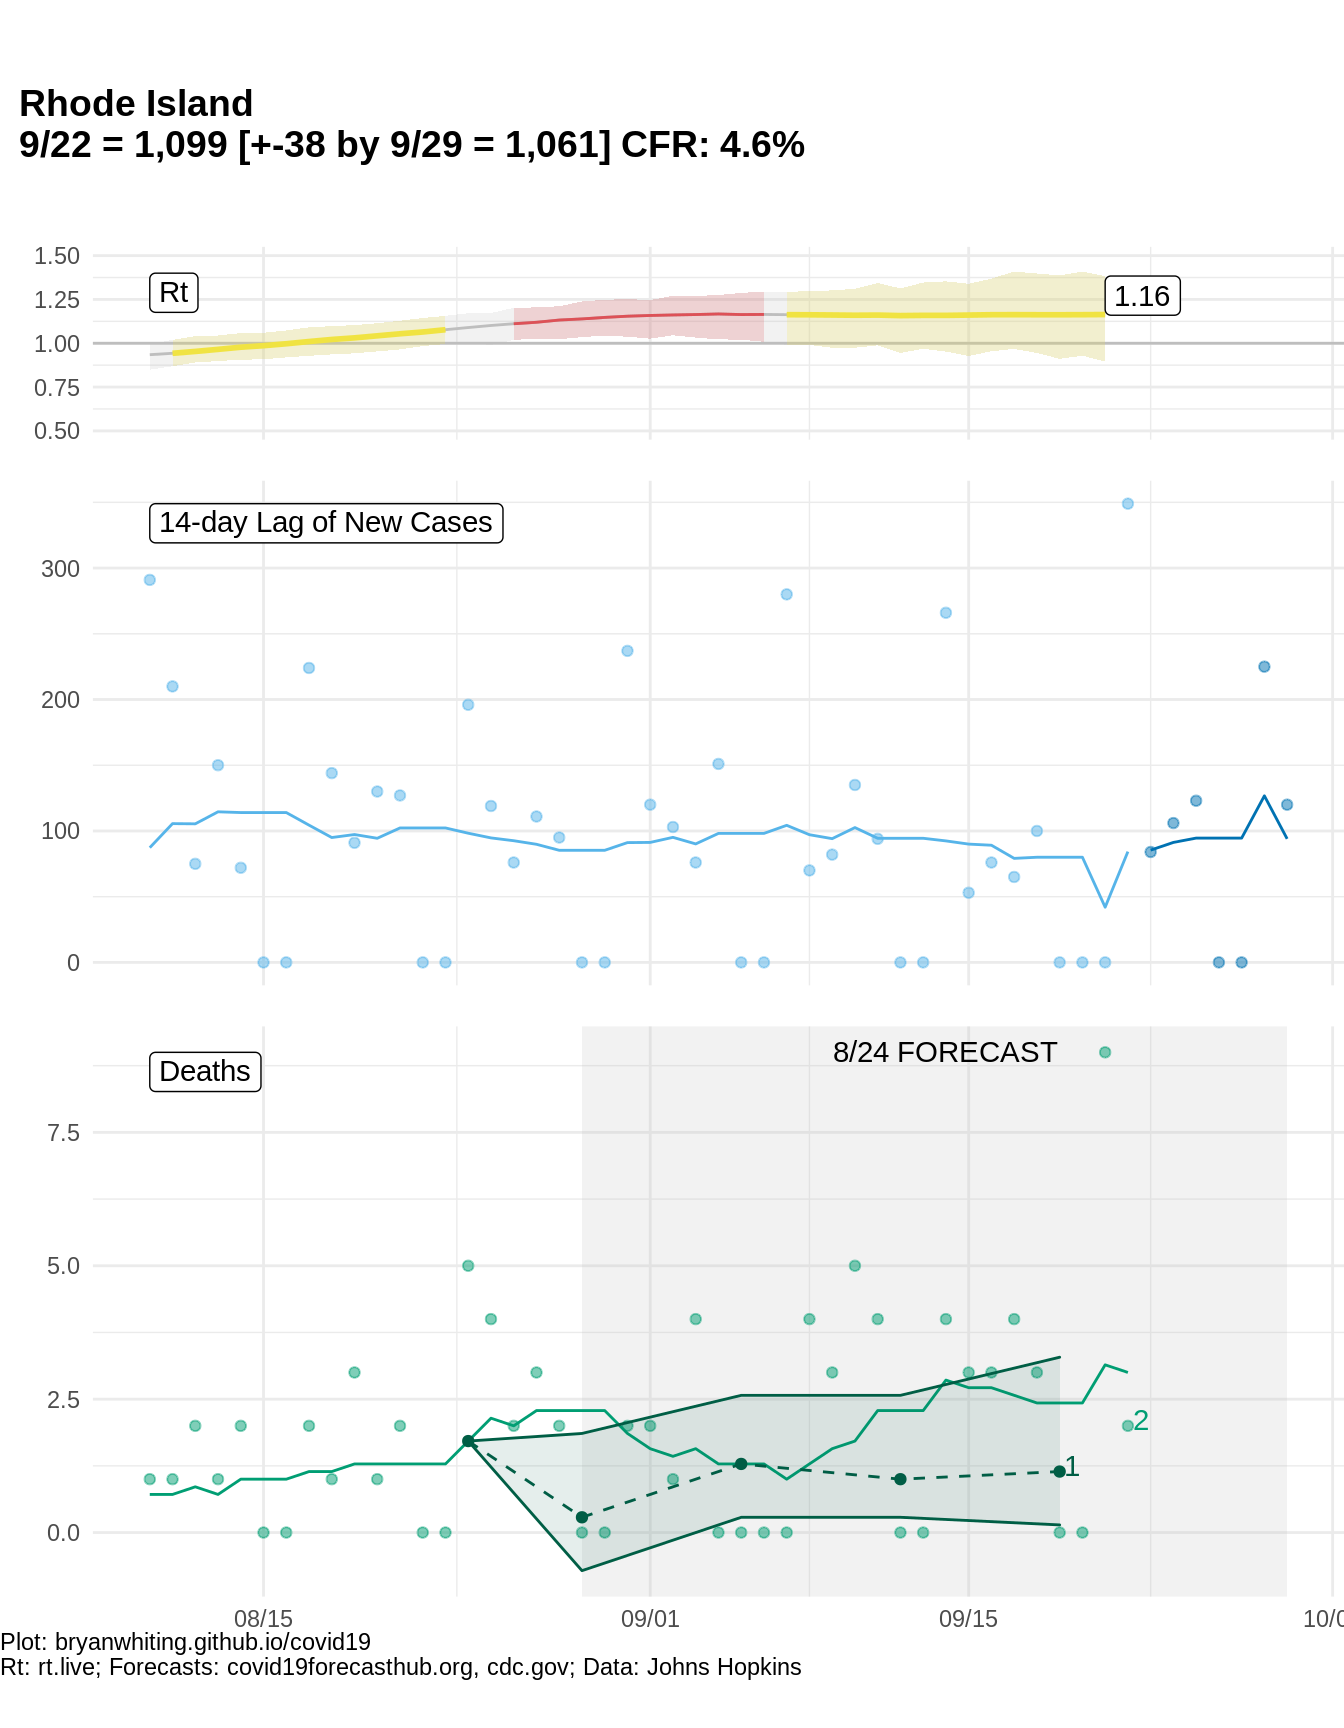 Rhode Island
9/22 = 1,099 [+-38 by 9/29 = 1,061] CFR: 4.6%
1.50
1.25
1.00
0.75
0.50
Rt
1.16
14-day Lag of New Cases
300
200
100
0
Deaths
8/24 FORECAST
7.5
5.0
2.5
0.0
2
1
08/15
09/01
09/15
10/0
Plot: bryanwhiting.github.io/covid19
Rt: rt.live; Forecasts: covid19forecasthub.org, cdc.gov; Data: Johns Hopkins